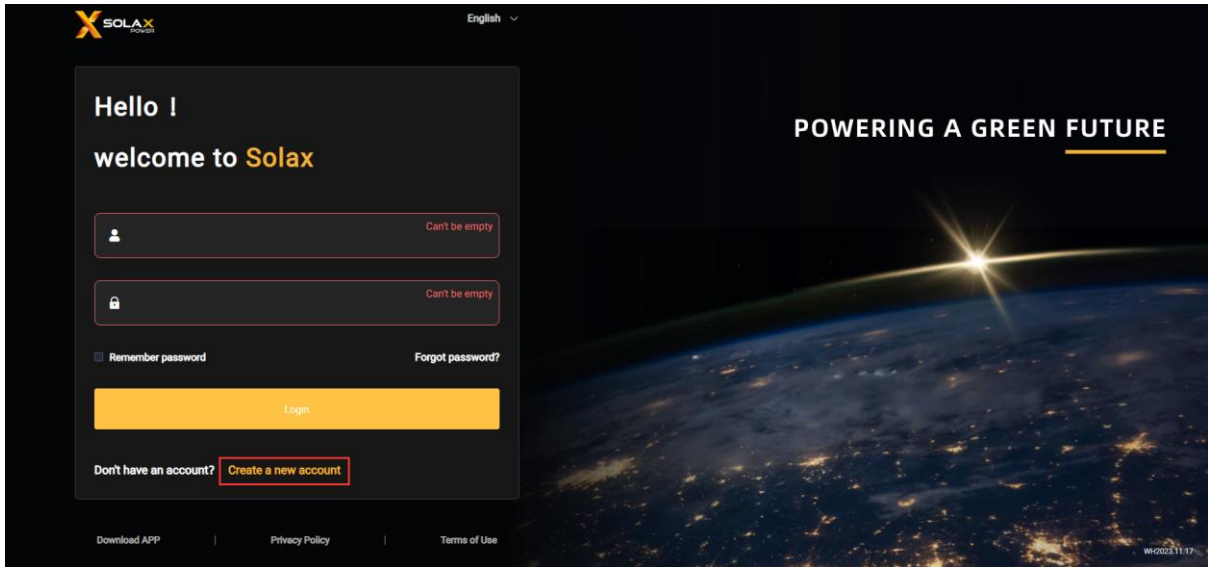 SOLAX
POWER
English
Hello !
welcome to Solax
Can't be empty
Can't be empty
Remember password
Forgot password?
Login
Don't have an account? Create a new account
Download APP | Privacy Policy | Terms of Use
POWERING A GREEN FUTURE
WH2023.11.17